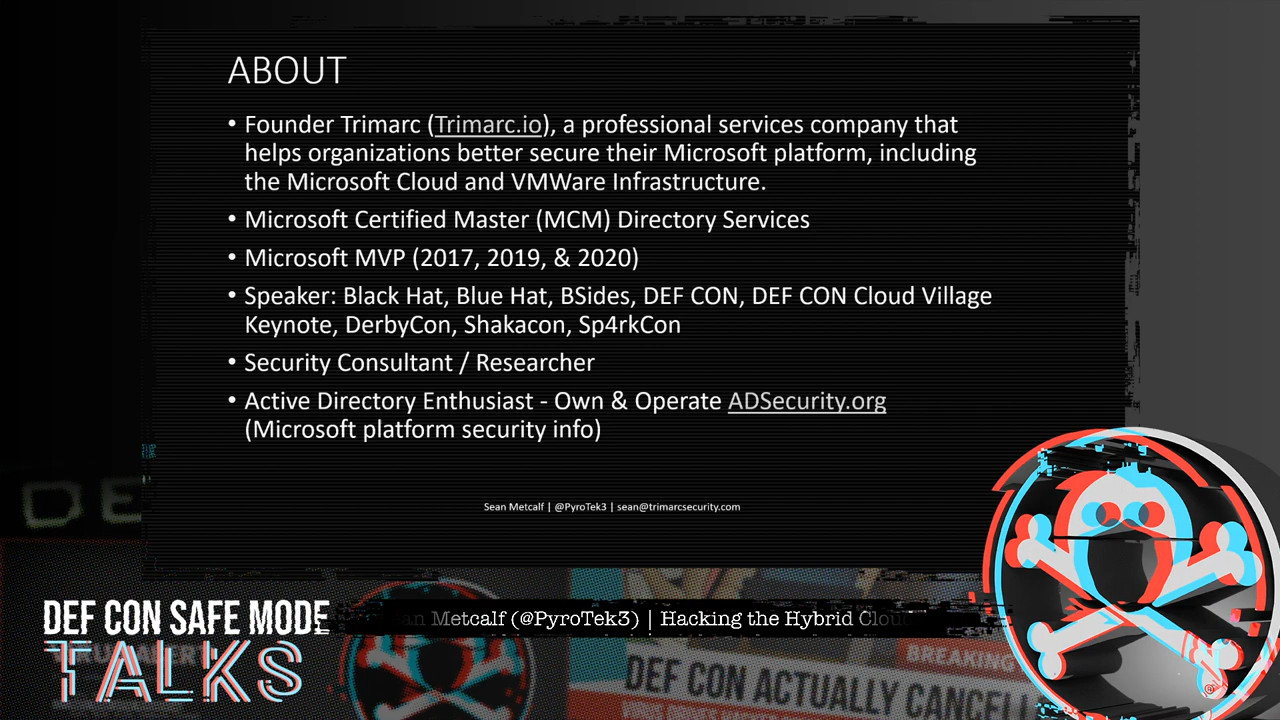 ABOUT
• Founder Trimarc (Trimarc.io), a professional services company that
helps organizations better secure their Microsoft platform, including
the Microsoft Cloud and VMWare Infrastructure.
• Microsoft Certified Master (MCM) Directory Services
• Microsoft MVP (2017, 2019, & 2020)
• Speaker: Black Hat, Blue Hat, BSides, DEF CON, DEF CON Cloud Village
Keynote, DerbyCon, Shakacon, Sp4rkCon
• Security Consultant / Researcher
• Active Directory Enthusiast - Own & Operate ADSecurity.org
(Microsoft platform security info)
Sean Metcalf | @PyroTek3 | sean@trimarcsecurity.com
DE
DEF CON SAFE MODE
TALKS
Metcalf (@PyroTek3) | Hacking the Hybrid Cloud
BREAKING
DEF CON ACTUALLY CANCELL